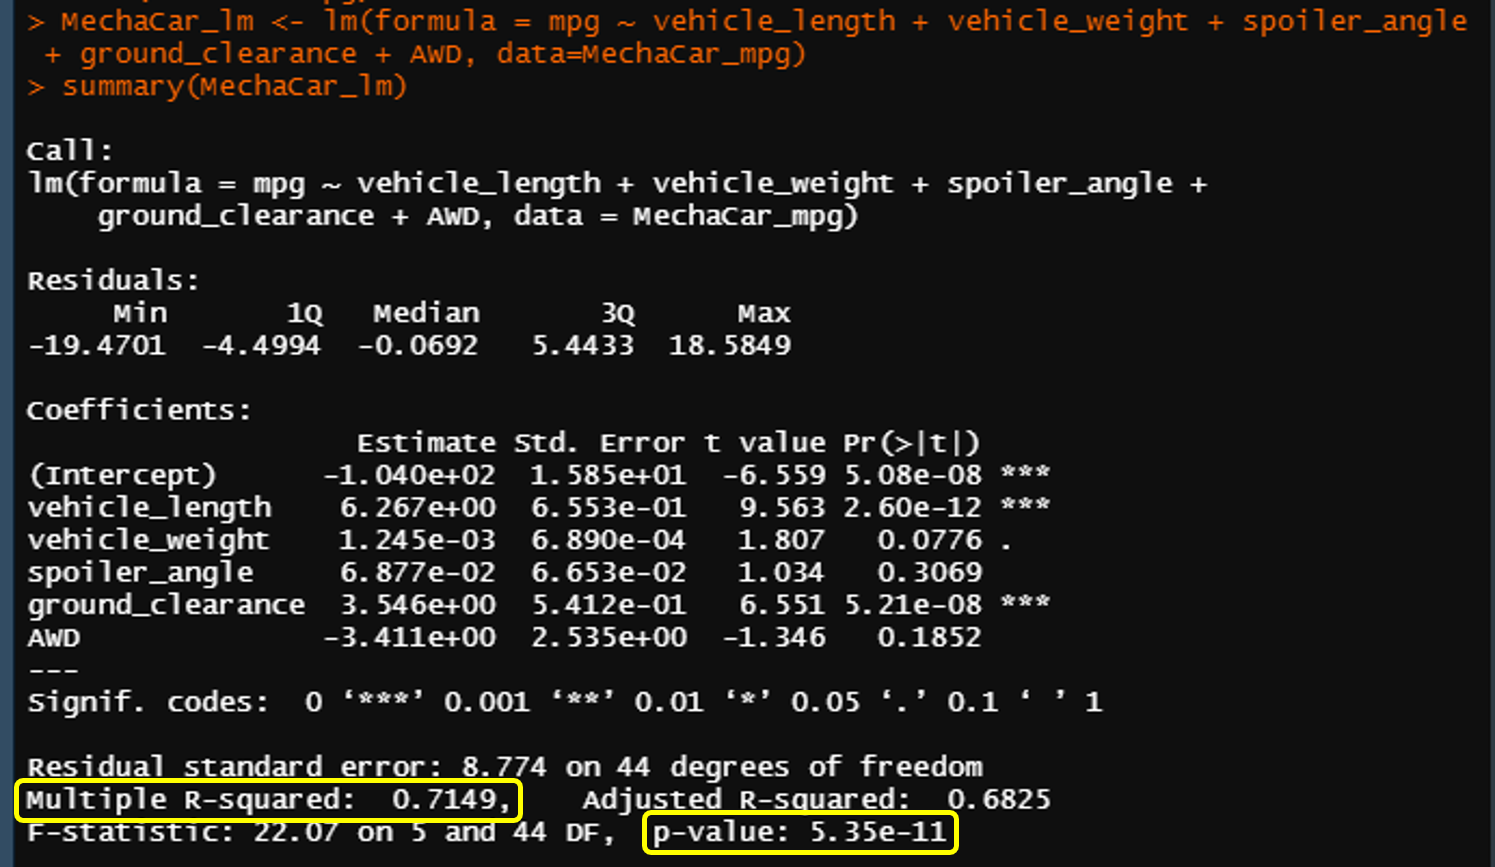 > MechaCar_lm <- lm(formula = mpg ~ vehicle_length + vehicle_weight + spoiler_angle
+ ground_clearance + AWD, data=MechaCar_mpg)
> summary(MechaCar_lm)
Call:
lm(formula = mpg ~ vehicle_length + vehicle_weight + spoiler_angle +
ground_clearance + AWD, data = MechaCar_mpg)
Residuals:
Min 1Q Median 3Q Max
-19.4701 -4.4994 -0.0692 5.4433 18.5849
Coefficients:
Estimate Std. Error t value Pr(>|t|)
(Intercept) -1.040e+02 1.585e+01 -6.559 5.08e-08 ***
vehicle_length 6.267e+00 6.553e-01 9.563 2.60e-12 ***
vehicle_weight 1.245e-03 6.890e-04 1.807 0.0776 .
spoiler_angle 6.877e-02 6.653e-02 1.034 0.3069
ground_clearance 3.546e+00 5.412e-01 6.551 5.21e-08 ***
AWD -3.411e+00 2.535e+00 -1.346 0.1852
---
Signif. codes: 0 ‘***’ 0.001 ‘**’ 0.01 ‘*’ 0.05 ‘.’ 0.1 ‘ ’ 1
Residual standard error: 8.774 on 44 degrees of freedom
Multiple R-squared: 0.7149, Adjusted R-squared: 0.6825
F-statistic: 22.07 on 5 and 44 DF, p-value: 5.35e-11